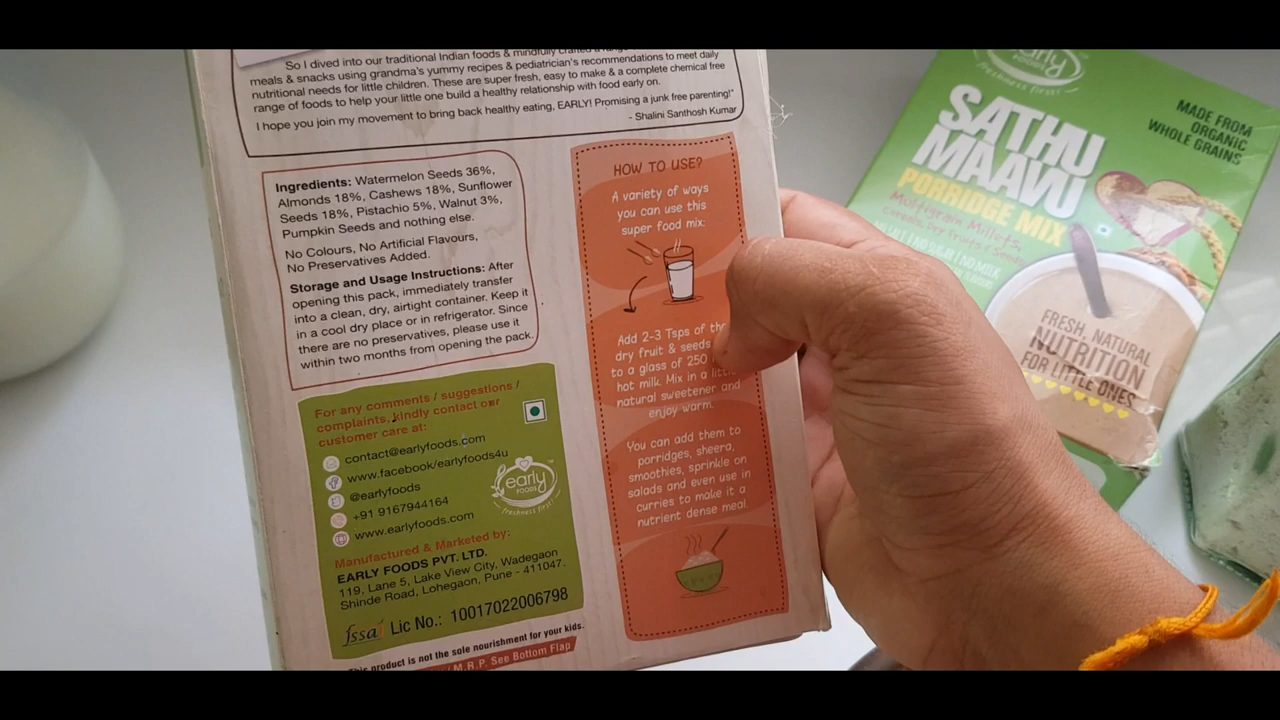 So I dived into our traditional Indian foods & mindfully crafted a
meals & snacks using grandma's yummy recipes & pediatrician's recommendations to meet daily
nutritional needs for little children. These are super fresh, easy to make & a complete chemical free
range of foods to help your little one build a healthy relationship with food early on.
I hope you join my movement to bring back healthy eating, EARLY! Promising a junk free parenting!"
- Shalini Santhosh Kumar
Ingredients: Watermelon Seeds 36%,
Almonds 18%, Cashews 18%, Sunflower
Seeds 18%, Pistachio 5%, Walnut 3%,
Pumpkin Seeds and nothing else.
No Colours, No Artificial Flavours,
No Preservatives Added.
Storage and Usage Instructions: After
opening this pack, immediately transfer
into a clean, dry, airtight container. Keep it
in a cool dry place or in refrigerator. Since
there are no preservatives, please use it
within two months from opening the pack.
For any comments / suggestions /
complaints, kindly contact our
customer care at:
contact@earlyfoods.com
www.facebook/earlyfoods4u
@earlyfoods
+91 9167944164
www.earlyfoods.com
early
FOODS
freshness first!
Manufactured & Marketed by:
EARLY FOODS PVT. LTD.
119, Lane 5, Lake View City, Wadegaon
Shinde Road, Lohegaon, Pune - 411047.
fssai Lic No.: 10017022006798
This product is not the sole nourishment for your kids.
/ M.R.P. See Bottom Flap
HOW TO USE?
A variety of ways
you can use this
super food mix:
Add 2-3 Tsps of the
dry fruit & seeds
to a glass of 250
hot milk. Mix in a little
natural sweetener and
enjoy warm.
You can add them to
porridges, sheera,
smoothies, sprinkle on
salads and even use in
curries to make it a
nutrient dense meal.
early
FOODS
freshness first!
SATHU
MAAVU
PORRIDGE MIX
Multigrain, Millets,
Cereals, Dry Fruits & Seeds
SALT | NO SUGAR | NO MILK
MADE FROM
ORGANIC
WHOLE GRAINS
FRESH, NATURAL
NUTRITION
FOR LITTLE ONES